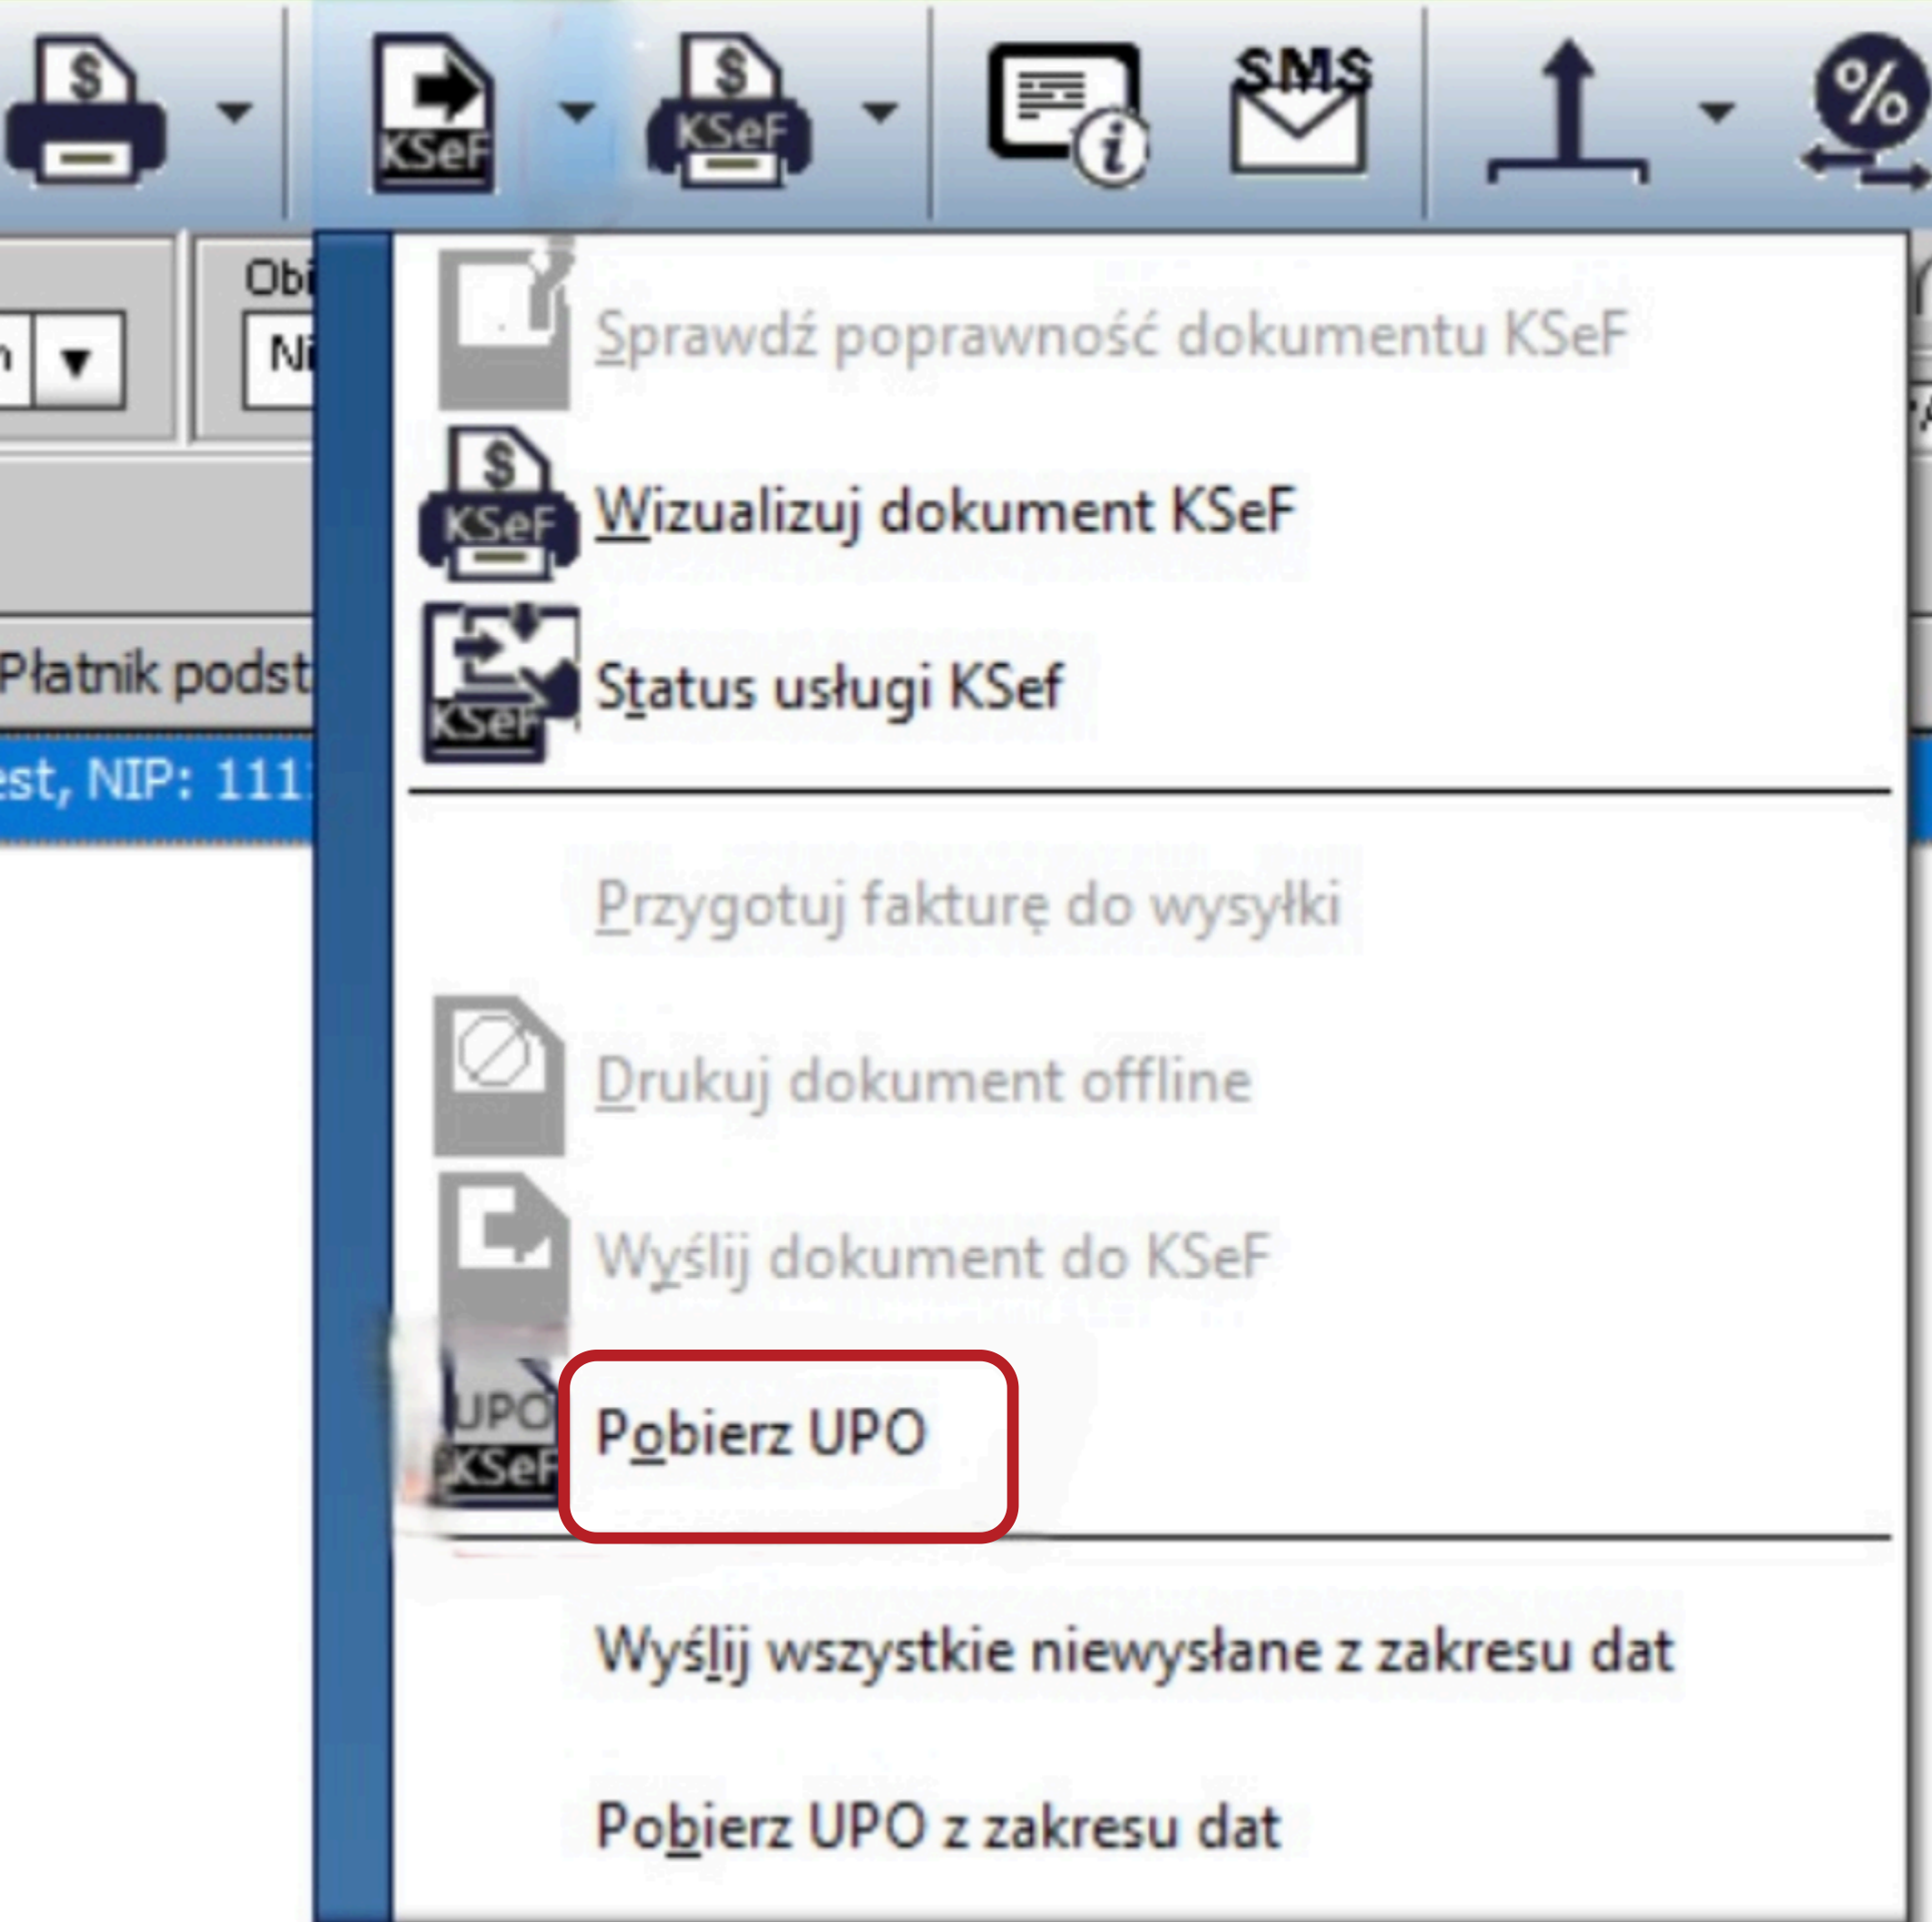 $
KSeF
$
KSeF
i
SMS
%
Obi
Ni
Sprawdź poprawność dokumentu KSeF
$
KSeF
Wizualizuj dokument KSeF
KSeF
Status usługi KSef
Płatnik podst
est, NIP: 111
Przygotuj fakturę do wysyłki
Drukuj dokument offline
Wyślij dokument do KSeF
UPO
KSeF
Pobierz UPO
Wyślij wszystkie niewysłane z zakresu dat
Pobierz UPO z zakresu dat